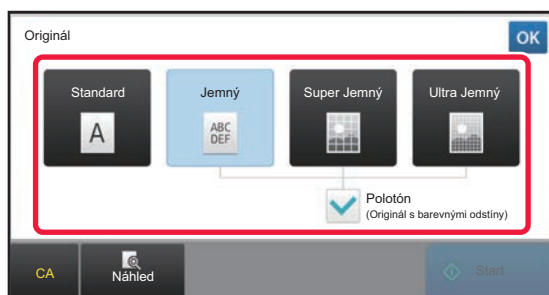 Originál
OK
Standard
Jemný
Super Jemný
Ultra Jemný
A
ABC
DEF
Polotón
(Originál s barevnými odstíny)
CA
Náhled
Start